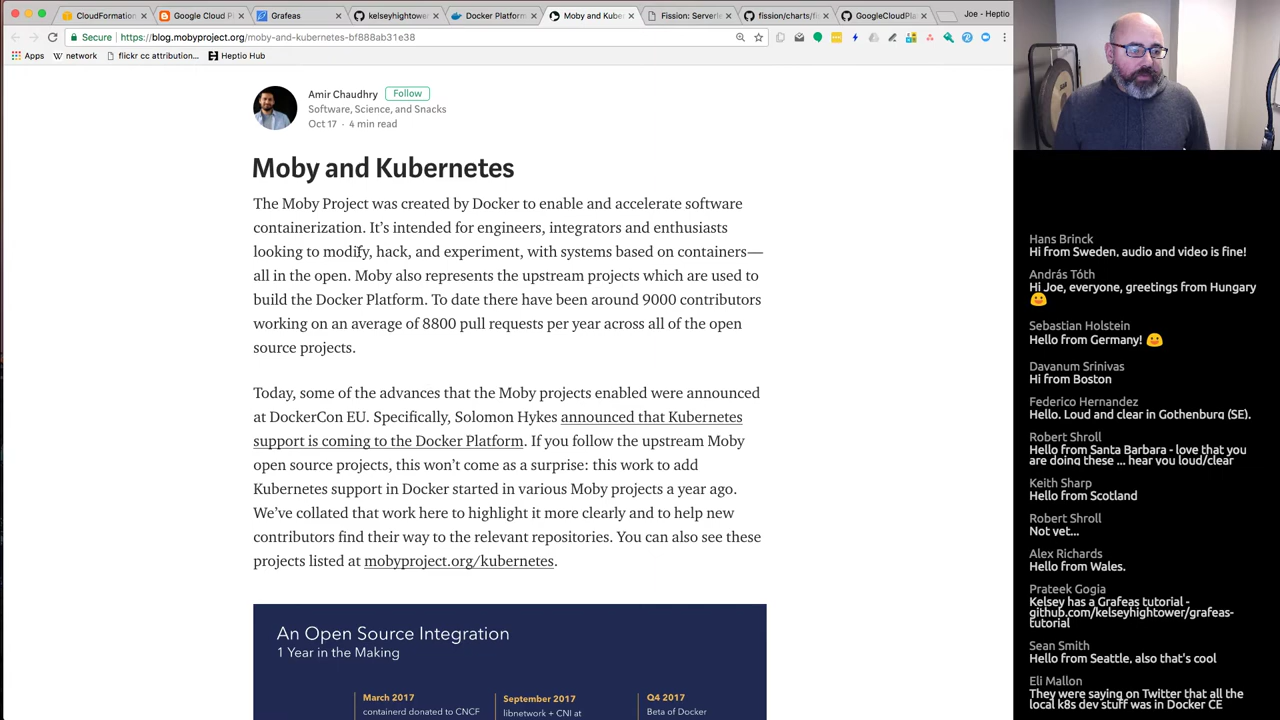 CloudFormation
Google Cloud P
Grafeas
kelseyhightower
Docker Platform
Moby and Kube
Fission: Serverle
fission/charts/fi
GoogleCloudPla
Joe - Heptio
Secure
https://blog.mobyproject.org/moby-and-kubernetes-bf888ab31e38
Apps
network
flickr cc attribution...
Heptio Hub
Amir Chaudhry
Follow
Software, Science, and Snacks
Oct 17 · 4 min read
Moby and Kubernetes
The Moby Project was created by Docker to enable and accelerate software
containerization. It’s intended for engineers, integrators and enthusiasts
looking to modify, hack, and experiment, with systems based on containers—
all in the open. Moby also represents the upstream projects which are used to
build the Docker Platform. To date there have been around 9000 contributors
working on an average of 8800 pull requests per year across all of the open
source projects.
Today, some of the advances that the Moby projects enabled were announced
at DockerCon EU. Specifically, Solomon Hykes announced that Kubernetes
support is coming to the Docker Platform. If you follow the upstream Moby
open source projects, this won’t come as a surprise: this work to add
Kubernetes support in Docker started in various Moby projects a year ago.
We’ve collated that work here to highlight it more clearly and to help new
contributors find their way to the relevant repositories. You can also see these
projects listed at mobyproject.org/kubernetes.
An Open Source Integration
1 Year in the Making
March 2017
containerd donated to CNCF
September 2017
libnetwork + CNI at
Q4 2017
Beta of Docker
Hans Brinck
Hi from Sweden, audio and video is fine!
András Tóth
Hi Joe, everyone, greetings from Hungary
Sebastian Holstein
Hello from Germany!
Davanum Srinivas
Hi from Boston
Federico Hernandez
Hello. Loud and clear in Gothenburg (SE).
Robert Shroll
Hello from Santa Barbara - love that you
are doing these ... hear you loud/clear
Keith Sharp
Hello from Scotland
Robert Shroll
Not yet...
Alex Richards
Hello from Wales.
Prateek Gogia
Kelsey has a Grafeas tutorial -
github.com/kelseyhightower/grafeas-
tutorial
Sean Smith
Hello from Seattle, also that's cool
Eli Mallon
They were saying on Twitter that all the
local k8s dev stuff was in Docker CE